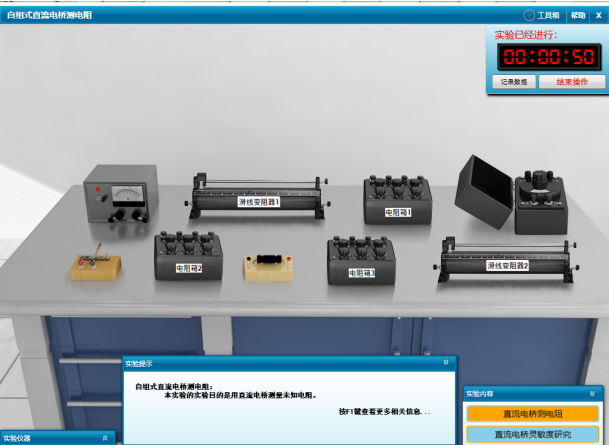 自组式直流电桥测电阻
工具箱 帮助 X
实验已经进行:
00:00:50
记录数据 结束操作
滑线变阻器1
电阻箱1
电阻箱2
电阻箱3
滑线变阻器2
实验提示
自组式直流电桥测电阻:
本实验的实验目的是用直流电桥测量未知电阻。
按F1键查看更多相关信息...
实验内容
直流电桥测电阻
直流电桥灵敏度研究
实验仪器